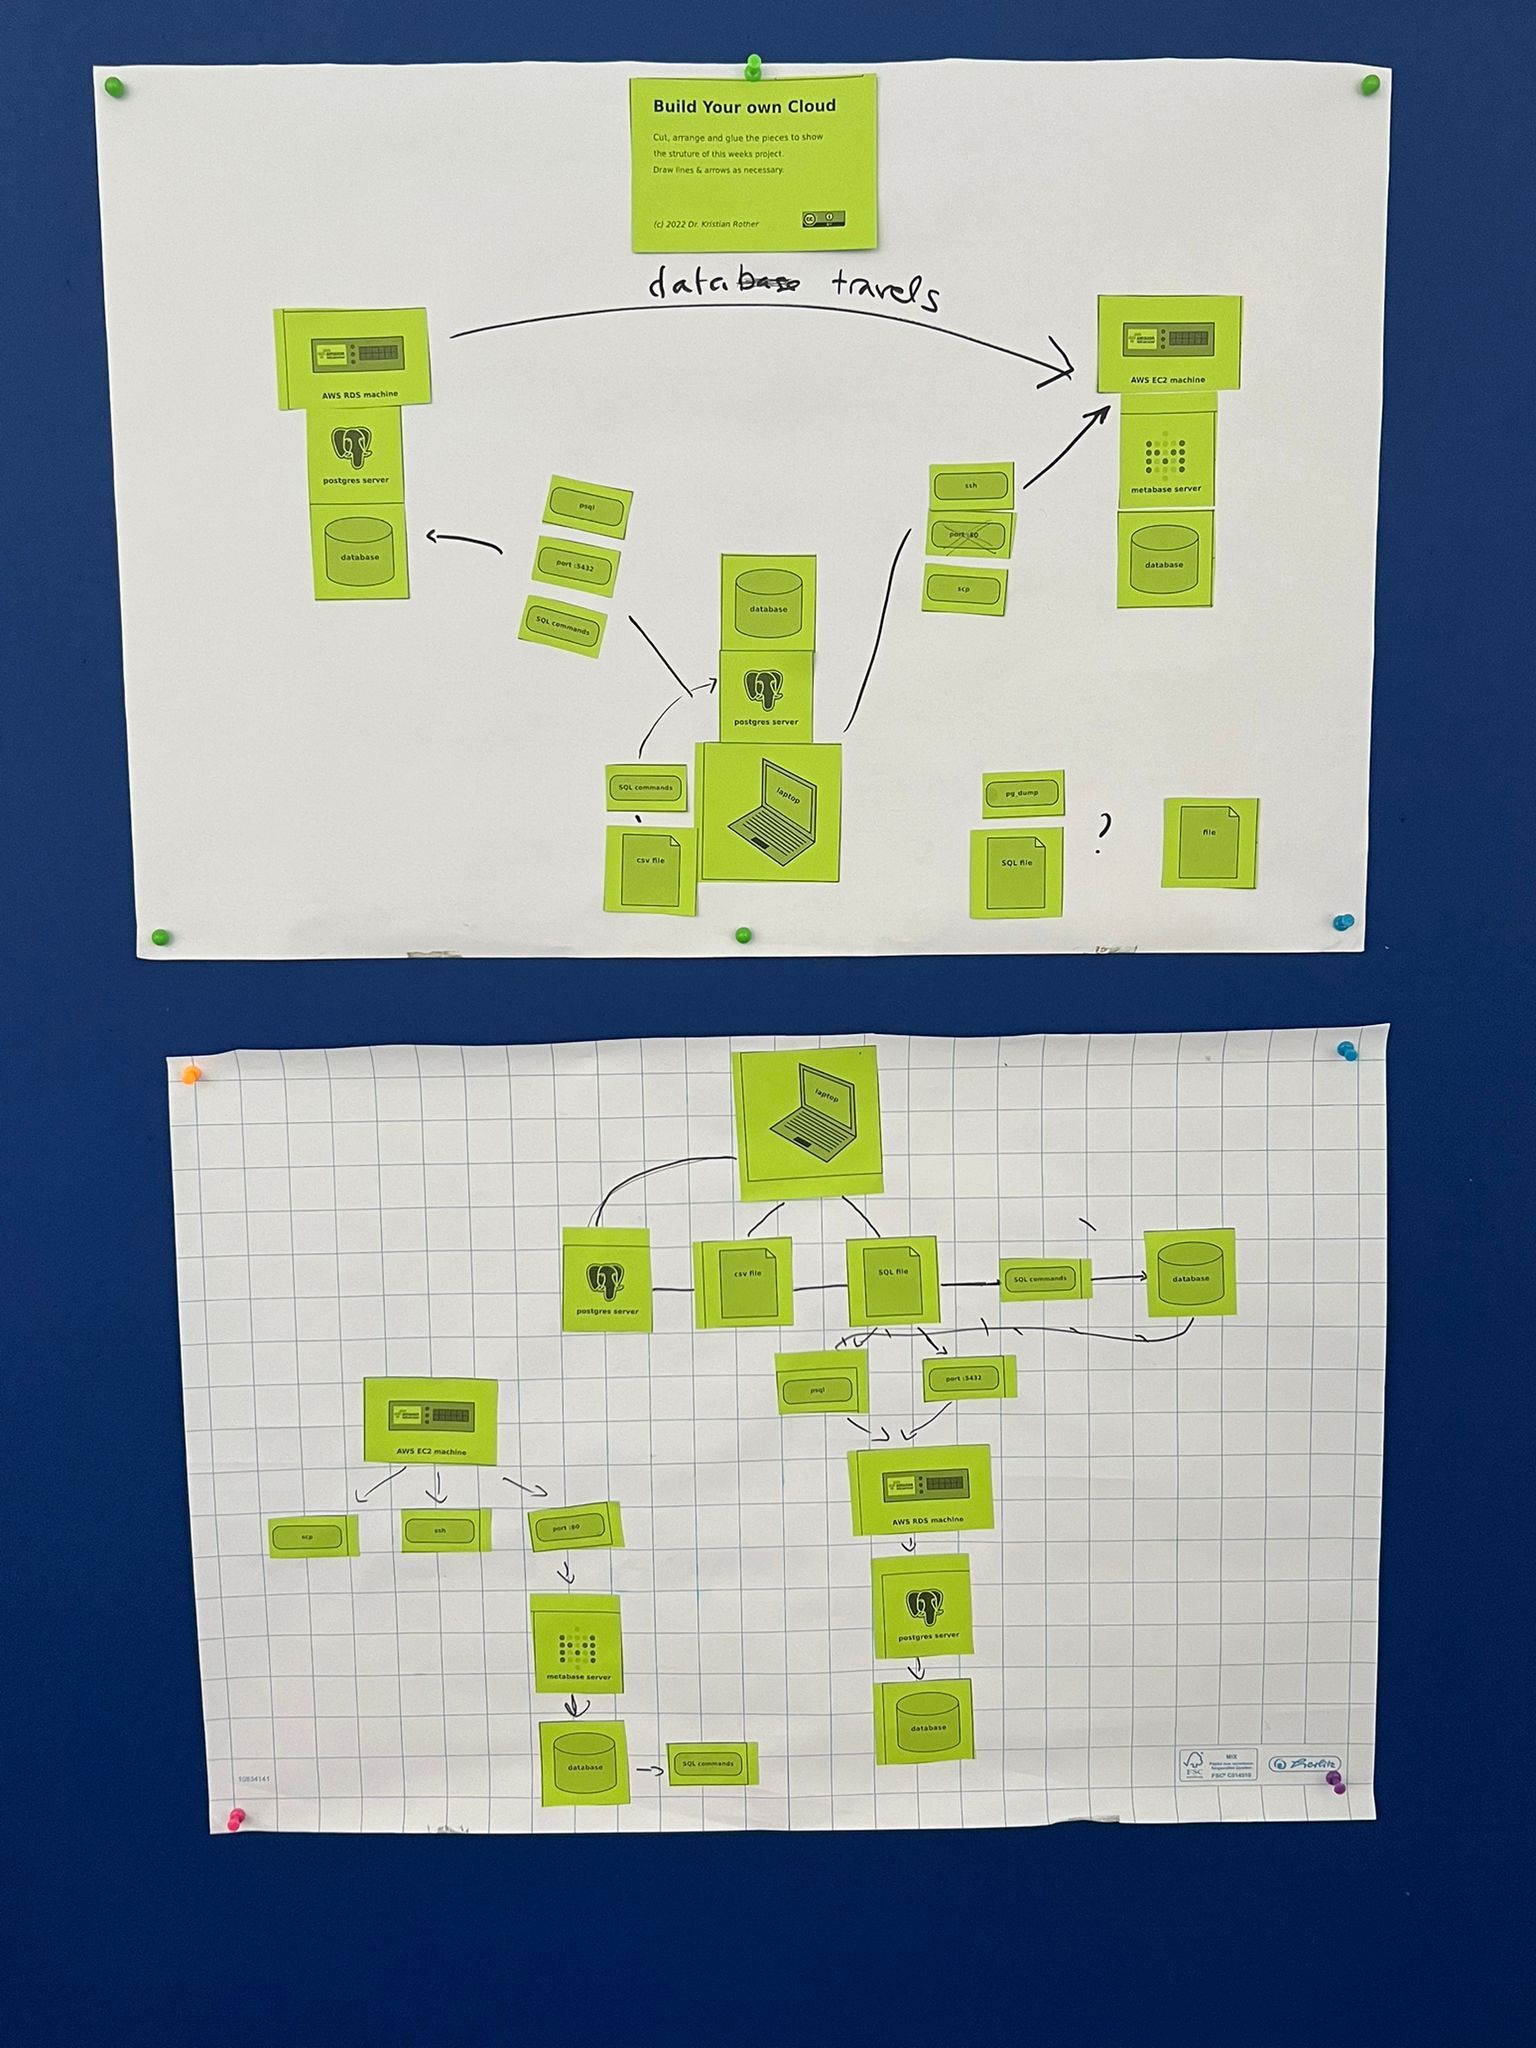 Build Your own Cloud
Cut, arrange and glue the pieces to show
the struture of this weeks project.
Draw lines & arrows as necessary.
(c) 2022 Dr. Kristian Rother
cc
data travels
AWS RDS machine
postgres server
database
psql
port :5432
SQL commands
database
postgres server
laptop
SQL commands
csv file
ssh
port :80
scp
AWS EC2 machine
metabase server
database
pg_dump
SQL file
?
file
laptop
postgres server
csv file
SQL file
SQL commands
database
psql
port :5432
AWS RDS machine
postgres server
database
AWS EC2 machine
scp
ssh
port :80
metabase server
database
SQL commands
10834141
FSC
MIX
Berlitz